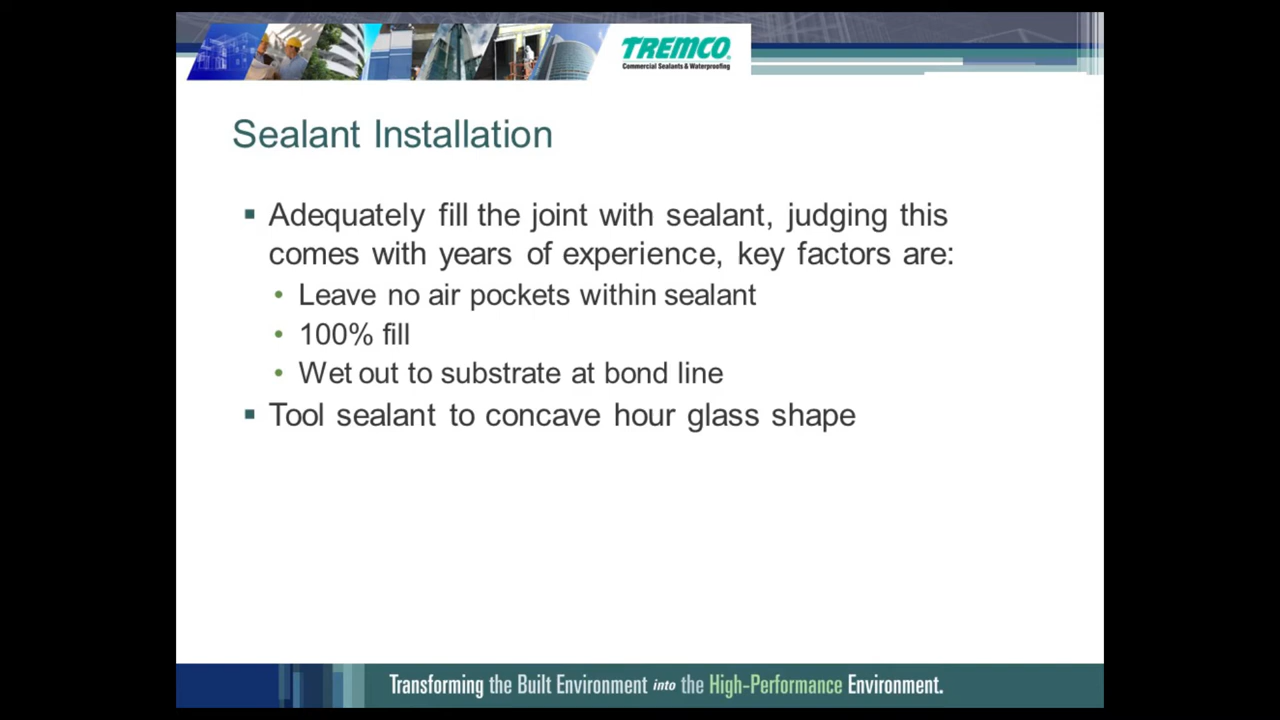 TREMCO®
Commercial Sealants & Waterproofing
Sealant Installation
▪ Adequately fill the joint with sealant, judging this
comes with years of experience, key factors are:
• Leave no air pockets within sealant
• 100% fill
• Wet out to substrate at bond line
▪ Tool sealant to concave hour glass shape
Transforming the Built Environment into the High-Performance Environment.